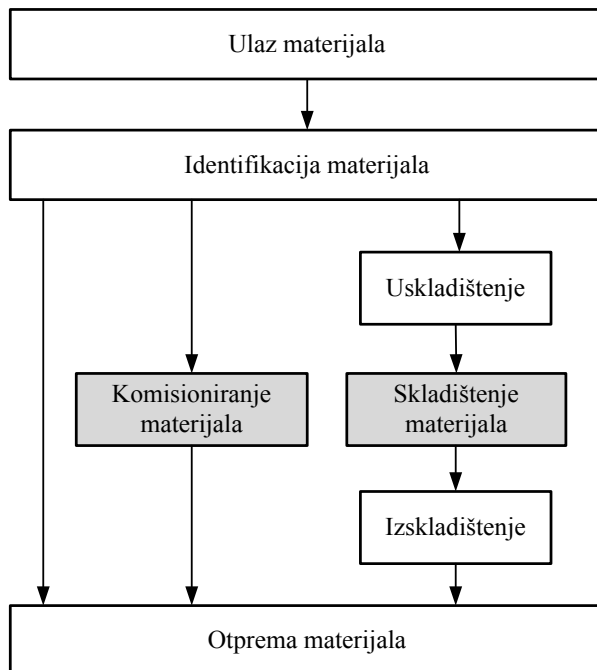 Ulaz materijala
Identifikacija materijala
Uskladištenje
Komisioniranje
materijala
Skladištenje
materijala
Izskladištenje
Otprema materijala